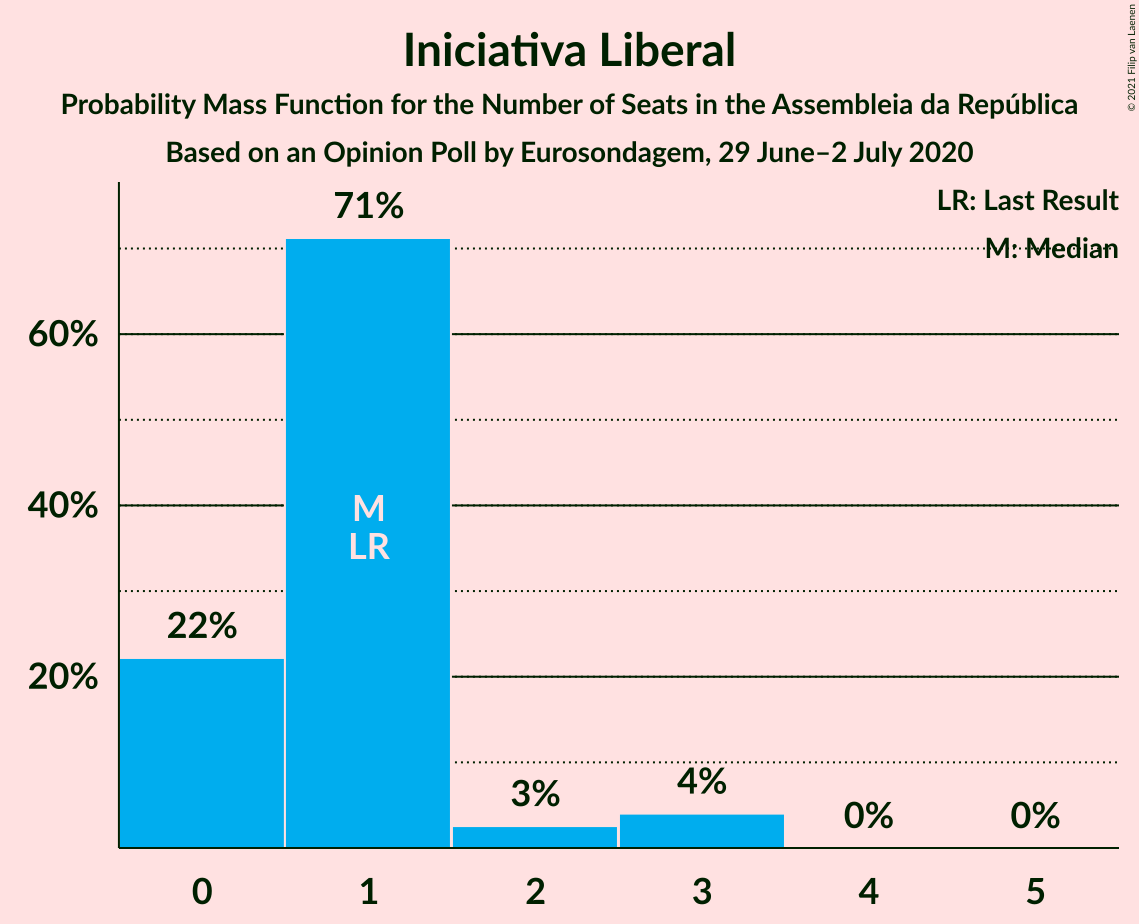 Iniciativa Liberal
Probability Mass Function for the Number of Seats in the Assembleia da República
Based on an Opinion Poll by Eurosondagem, 29 June–2 July 2020
© 2021 Filip van Laenen
LR: Last Result
M: Median
71%
60%
M
40%
LR
22%
20%
3%
4%
0%
0%
0
1
2
3
4
5